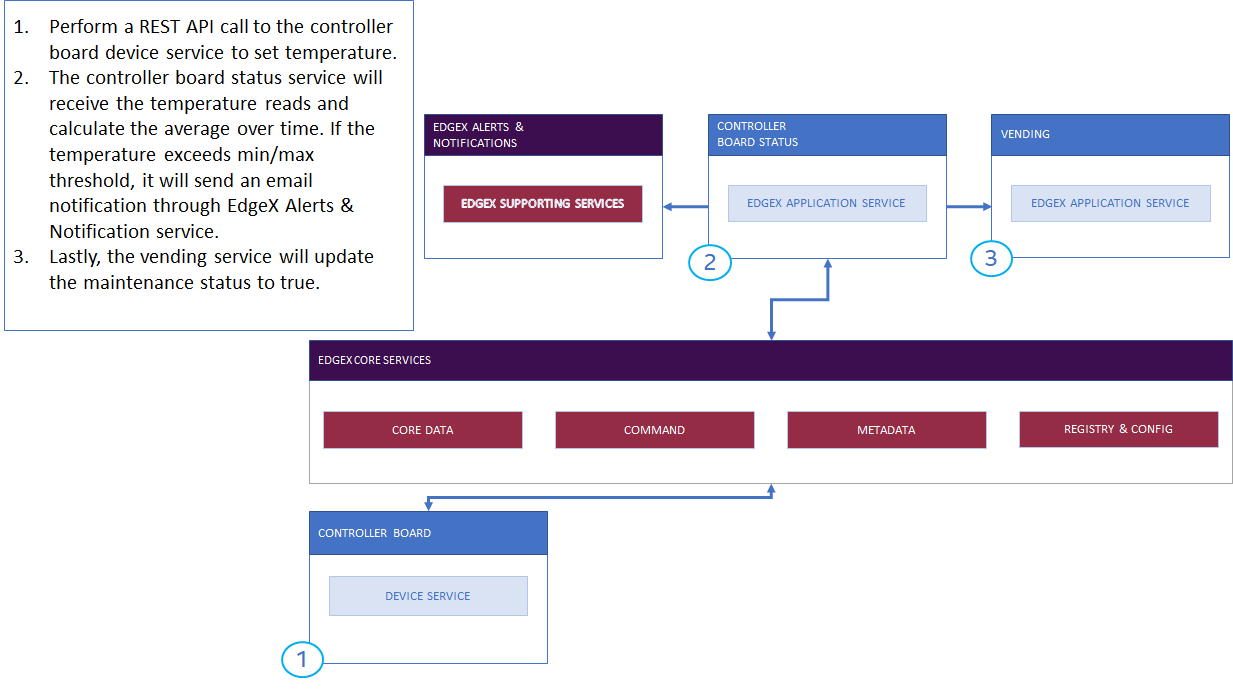 1. Perform a REST API call to the controller
board device service to set temperature.
2. The controller board status service will
receive the temperature reads and
calculate the average over time. If the
temperature exceeds min/max
threshold, it will send an email
notification through EdgeX Alerts &
Notification service.
3. Lastly, the vending service will update
the maintenance status to true.
EDGEX ALERTS &
NOTIFICATIONS
EDGEX SUPPORTING SERVICES
CONTROLLER
BOARD STATUS
EDGEX APPLICATION SERVICE
2
VENDING
EDGEX APPLICATION SERVICE
3
EDGEX CORE SERVICES
CORE DATA
COMMAND
METADATA
REGISTRY & CONFIG
CONTROLLER BOARD
DEVICE SERVICE
1